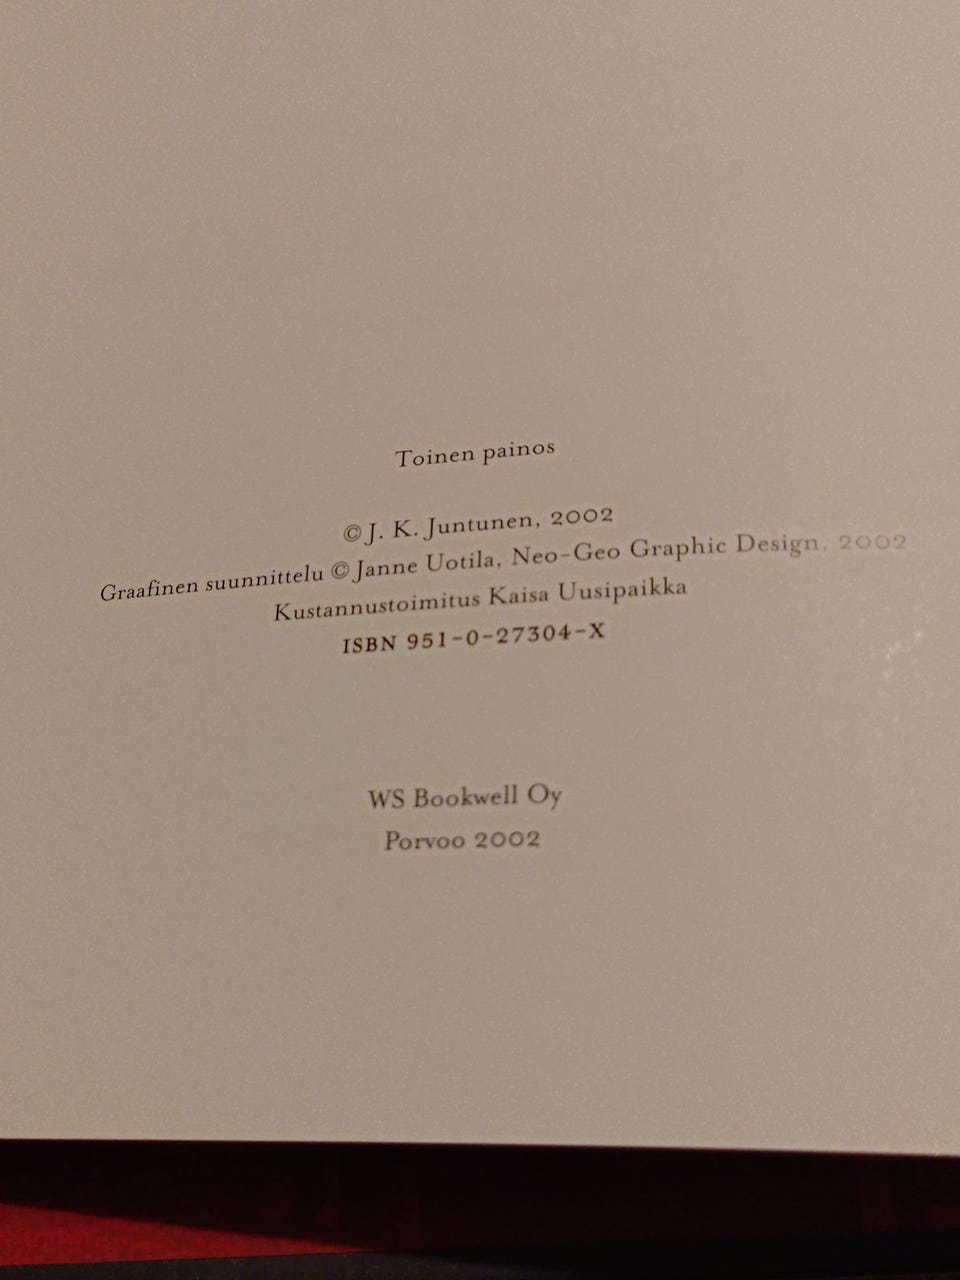 Toinen painos
© J. K. Juntunen, 2002
Graafinen suunnittelu © Janne Uotila, Neo-Geo Graphic Design, 2002
Kustannustoimitus Kaisa Uusipaikka
ISBN 951-0-27304-X
WS Bookwell Oy
Porvoo 2002